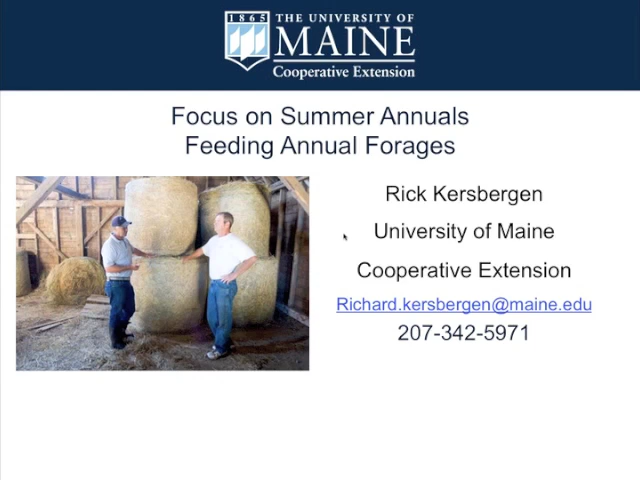 1865
THE UNIVERSITY OF
MAINE
Cooperative Extension
Focus on Summer Annuals
Feeding Annual Forages
Rick Kersbergen
University of Maine
Cooperative Extension
Richard.kersbergen@maine.edu
207-342-5971